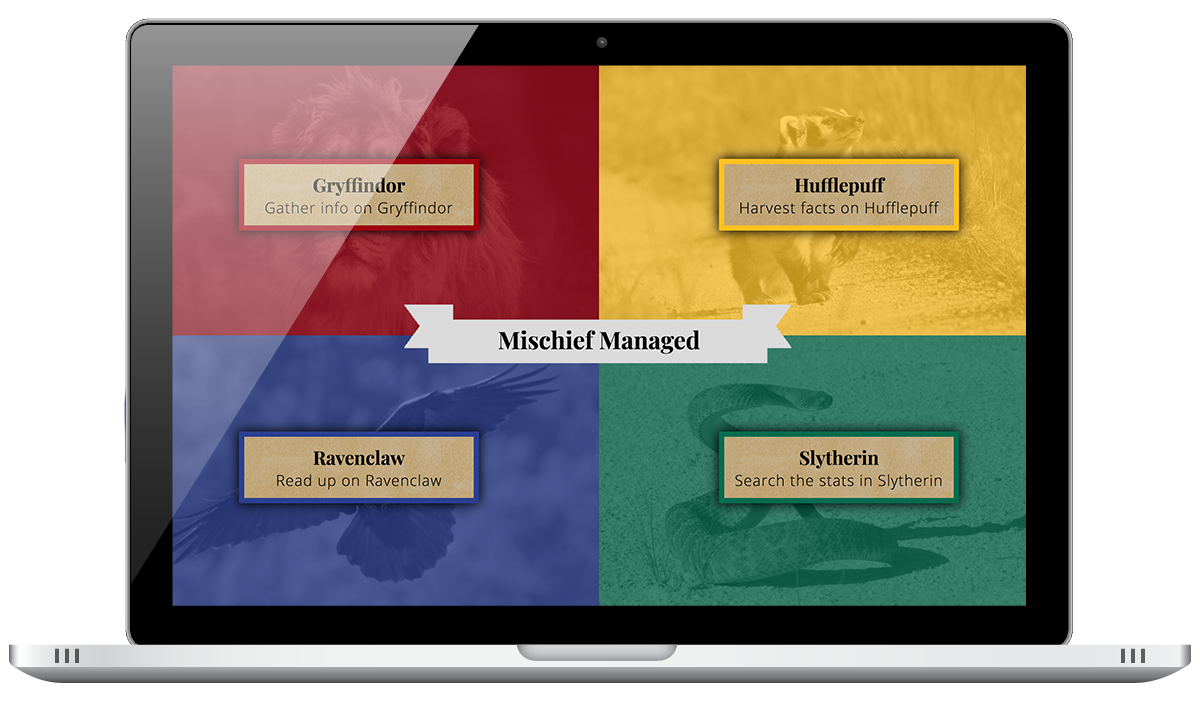 Gryffindor
Gather info on Gryffindor
Hufflepuff
Harvest facts on Hufflepuff
Mischief Managed
Ravenclaw
Read up on Ravenclaw
Slytherin
Search the stats in Slytherin